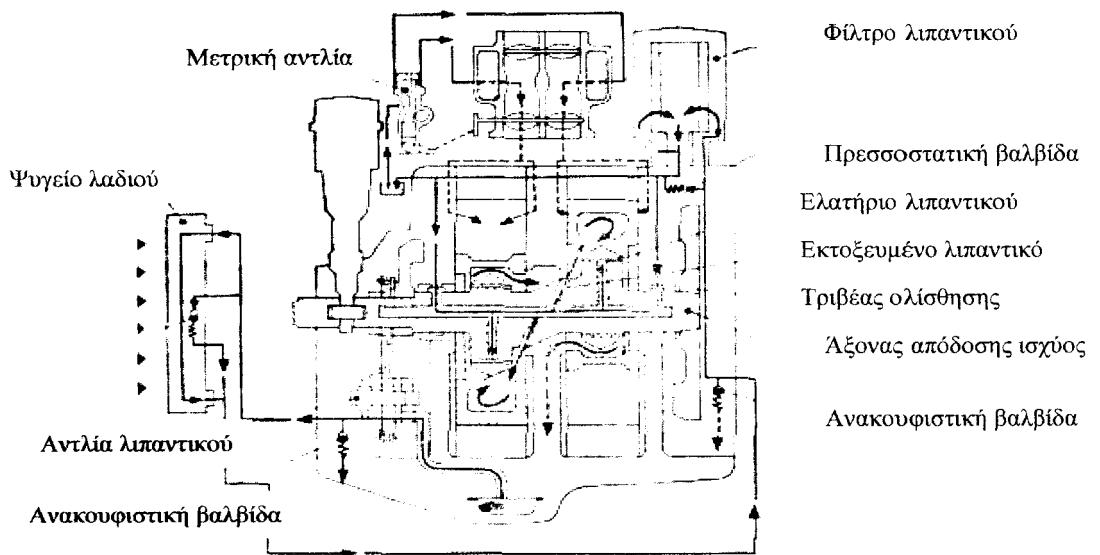 Φίλτρο λιπαντικού
Μετρική αντλία
Πρεσσοστατική βαλβίδα
Ψυγείο λαδιού
Ελατήριο λιπαντικού
Εκτοξευμένο λιπαντικό
Τριβέας ολίσθησης
Άξονας απόδοσης ισχύος
Ανακουφιστική βαλβίδα
Αντλία λιπαντικού
Ανακουφιστική βαλβίδα